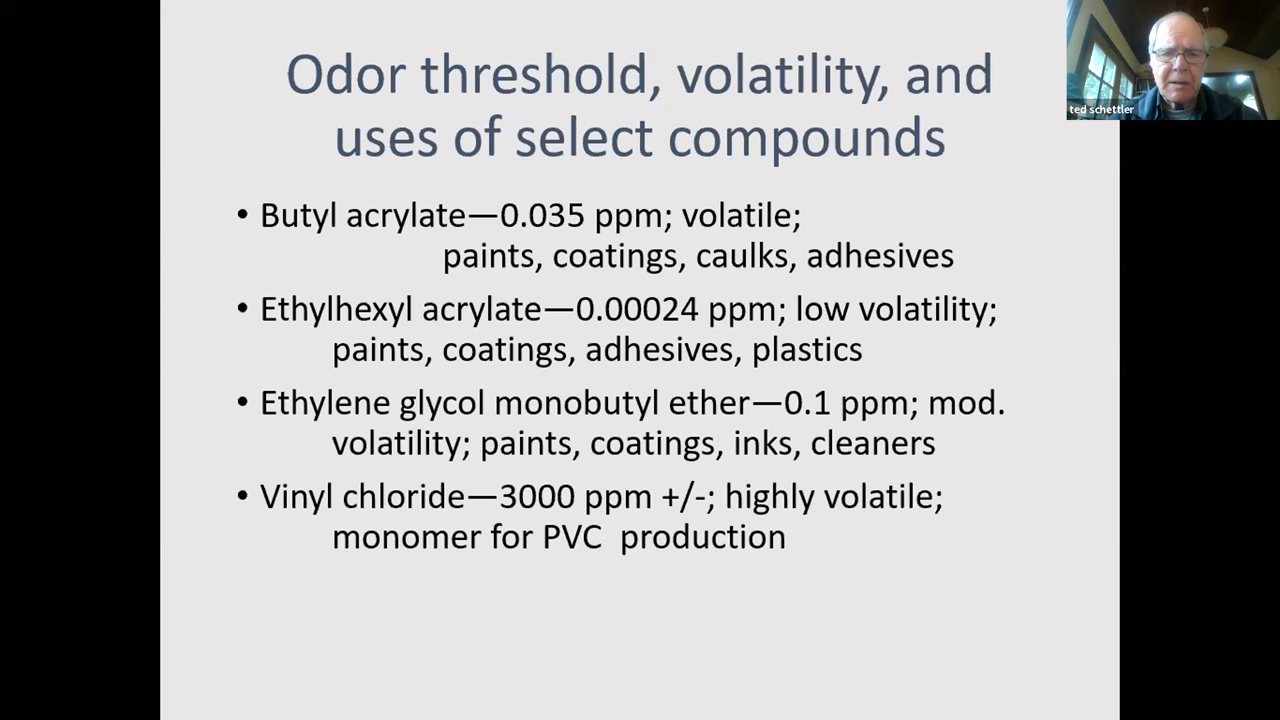 Odor threshold, volatility, and
uses of select compounds
ted schettler
• Butyl acrylate—0.035 ppm; volatile;
paints, coatings, caulks, adhesives
• Ethylhexyl acrylate—0.00024 ppm; low volatility;
paints, coatings, adhesives, plastics
• Ethylene glycol monobutyl ether—0.1 ppm; mod.
volatility; paints, coatings, inks, cleaners
• Vinyl chloride—3000 ppm +/-; highly volatile;
monomer for PVC  production